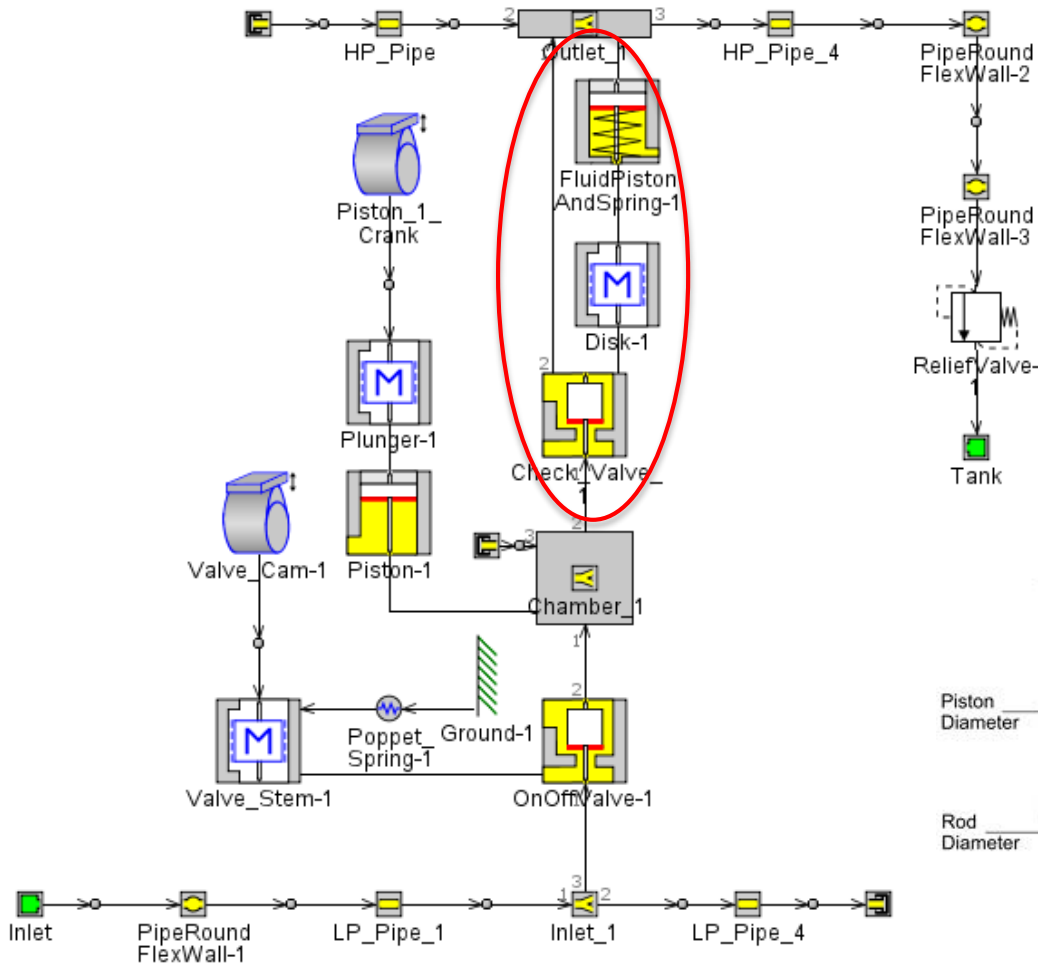 2
3
HP_Pipe
Outlet_1
HP_Pipe_4
PipeRound
FlexWall-2
FluidPiston
AndSpring-1
Piston_1_
Crank
PipeRound
FlexWall-3
M
Disk-1
ReliefValve-
1
2
M
Plunger-1
Check_Valve_
1
1
Tank
2
3
Valve_Cam-1
Piston-1
Chamber_1
1
2
M
Poppet_
Spring-1
Ground-1
Piston
Diameter
Valve_Stem-1
OnOffValve-1
1
Rod
Diameter
3
1
2
Inlet
PipeRound
FlexWall-1
LP_Pipe_1
Inlet_1
LP_Pipe_4